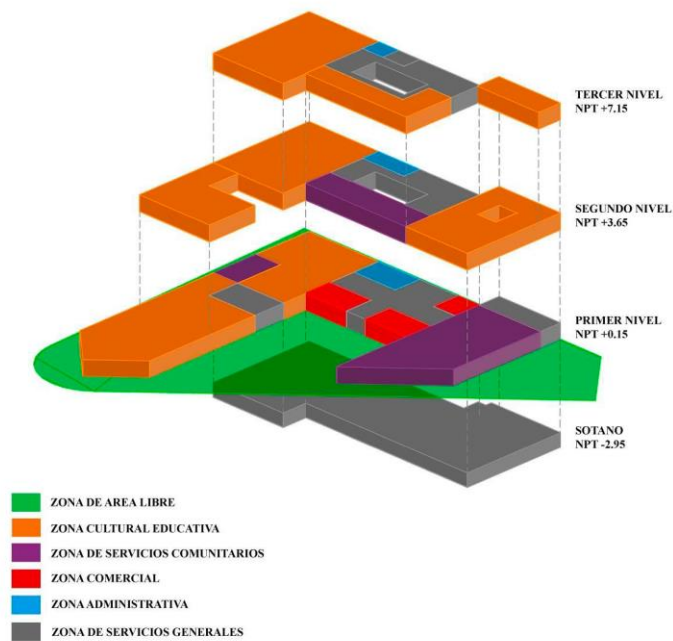 TERCER NIVEL
NPT +7.15
SEGUNDO NIVEL
NPT +3.65
PRIMER NIVEL
NPT +0.15
SOTANO
NPT -2.95
ZONA DE AREA LIBRE
ZONA CULTURAL EDUCATIVA
ZONA DE SERVICIOS COMUNITARIOS
ZONA COMERCIAL
ZONA ADMINISTRATIVA
ZONA DE SERVICIOS GENERALES